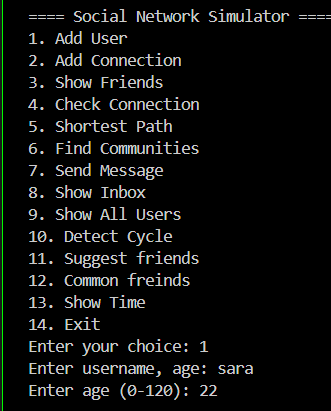 ==== Social Network Simulator ====
1. Add User
2. Add Connection
3. Show Friends
4. Check Connection
5. Shortest Path
6. Find Communities
7. Send Message
8. Show Inbox
9. Show All Users
10. Detect Cycle
11. Suggest friends
12. Common freinds
13. Show Time
14. Exit
Enter your choice: 1
Enter username, age: sara
Enter age (0-120): 22